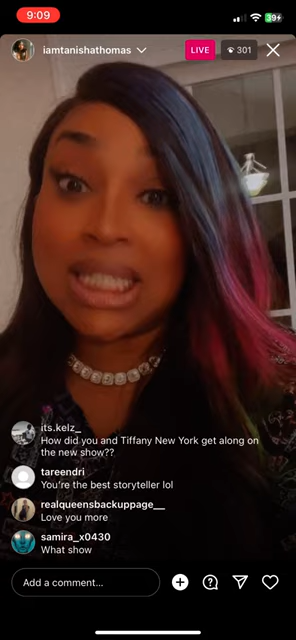 9:09
39
iamtanishathomas
LIVE
301
its.kelz_
How did you and Tiffany New York get along on
the new show??
tareendri
You're the best storyteller lol
realqueensbackuppage__
Love you more
samira_x0430
What show
Add a comment...